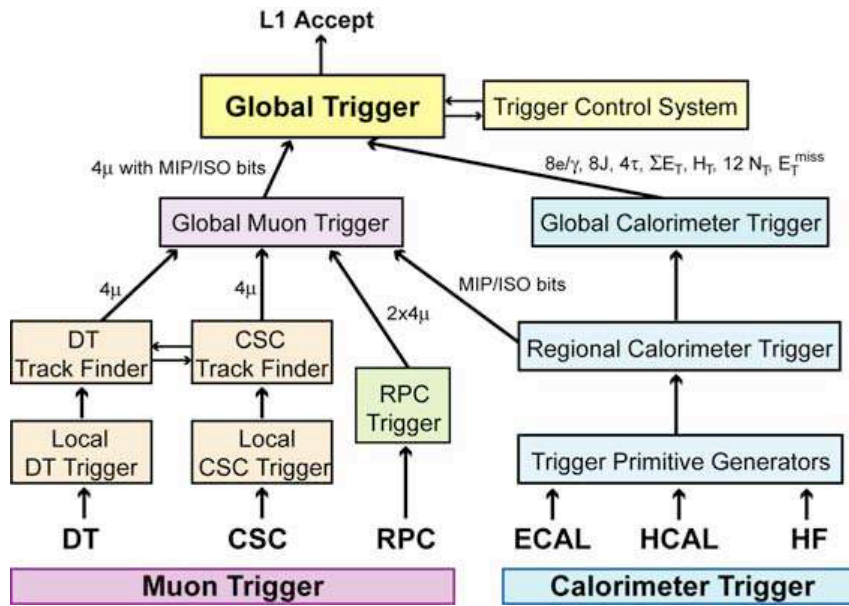 L1 Accept
Global Trigger
Trigger Control System
4μ with MIP/ISO bits
8e/γ, 8J, 4τ, ΣE_T, H_T, 12 N_T, E_T^miss
Global Muon Trigger
Global Calorimeter Trigger
4μ
4μ
2x4μ
MIP/ISO bits
DT
Track Finder
CSC
Track Finder
Regional Calorimeter Trigger
RPC
Trigger
Local
DT Trigger
Local
CSC Trigger
Trigger Primitive Generators
DT
CSC
RPC
ECAL
HCAL
HF
Muon Trigger
Calorimeter Trigger